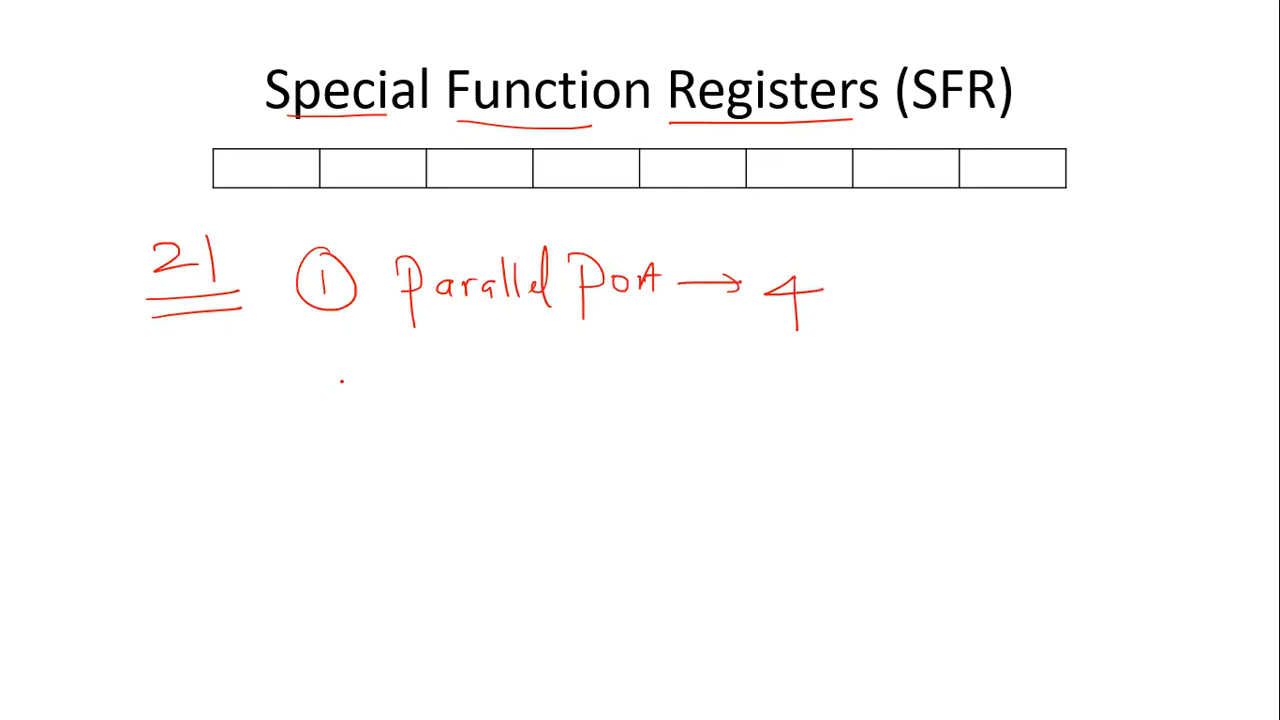 Special Function Registers (SFR)
21 ① Parallel Port → 4